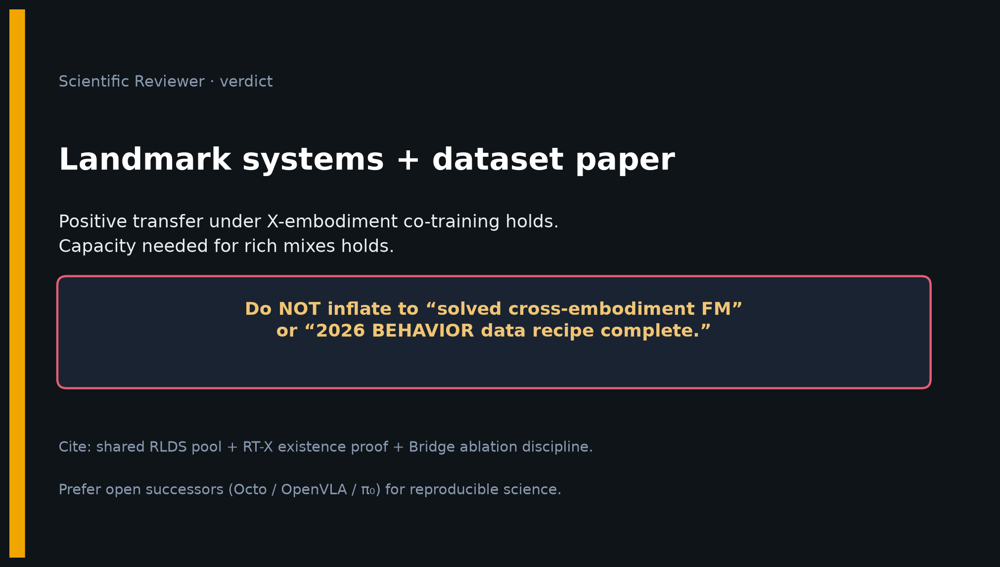 Scientific Reviewer · verdict
Landmark systems + dataset paper
Positive transfer under X-embodiment co-training holds.
Capacity needed for rich mixes holds.
Do NOT inflate to “solved cross-embodiment FM”
or “2026 BEHAVIOR data recipe complete.”
Cite: shared RLDS pool + RT-X existence proof + Bridge ablation discipline.
Prefer open successors (Octo / OpenVLA / π₀) for reproducible science.